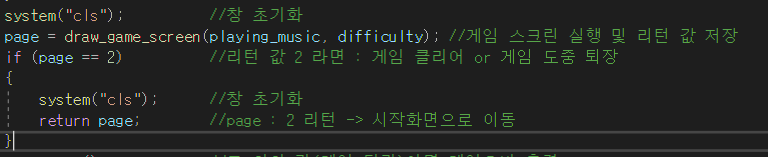 system("cls");          //창 초기화
page = draw_game_screen(playing_music, difficulty); //게임 스크린 실행 및 리턴 값 저장
if (page == 2)          //리턴 값 2 라면 : 게임 클리어 or 게임 도중 퇴장
{
    system("cls");      //창 초기화
    return page;        //page : 2 리턴 -> 시작화면으로 이동
}